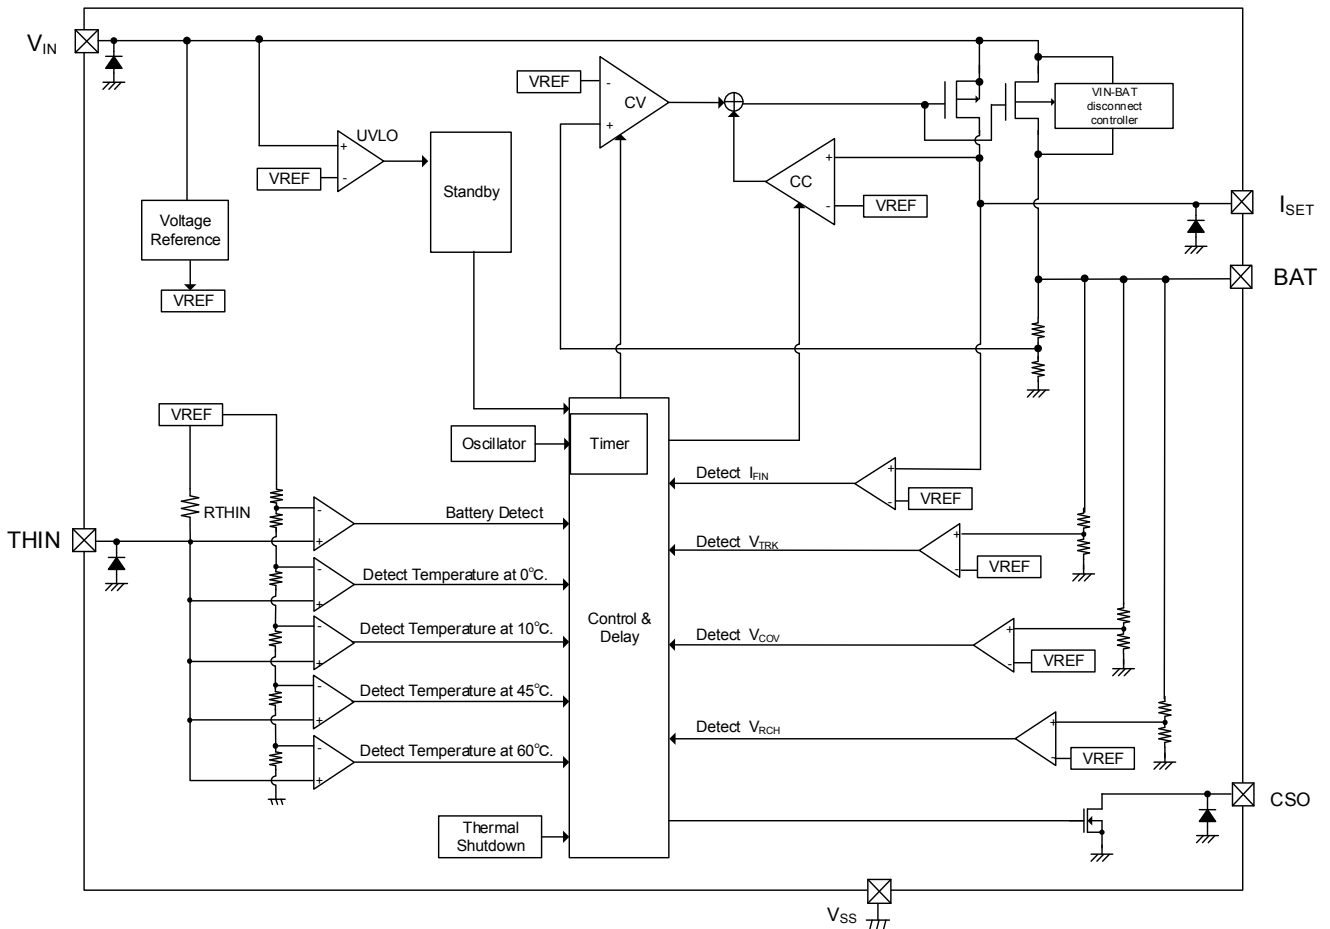 VIN
VREF
-
CV
+
VIN-BAT
disconnect
controller
UVLO
+
VREF
-
Standby
+
CC
-
VREF
ISET
Voltage
Reference
VREF
BAT
VREF
Oscillator
Timer
RTHIN
Detect IFIN
+
-
VREF
THIN
-
+
Battery Detect
Detect VTRK
+
-
VREF
-
+
Detect Temperature at 0°C.
-
+
Detect Temperature at 10°C.
Control &
Delay
Detect VCOV
+
-
VREF
-
+
Detect Temperature at 45°C.
Detect VRCH
+
-
VREF
-
+
Detect Temperature at 60°C.
CSO
Thermal
Shutdown
VSS